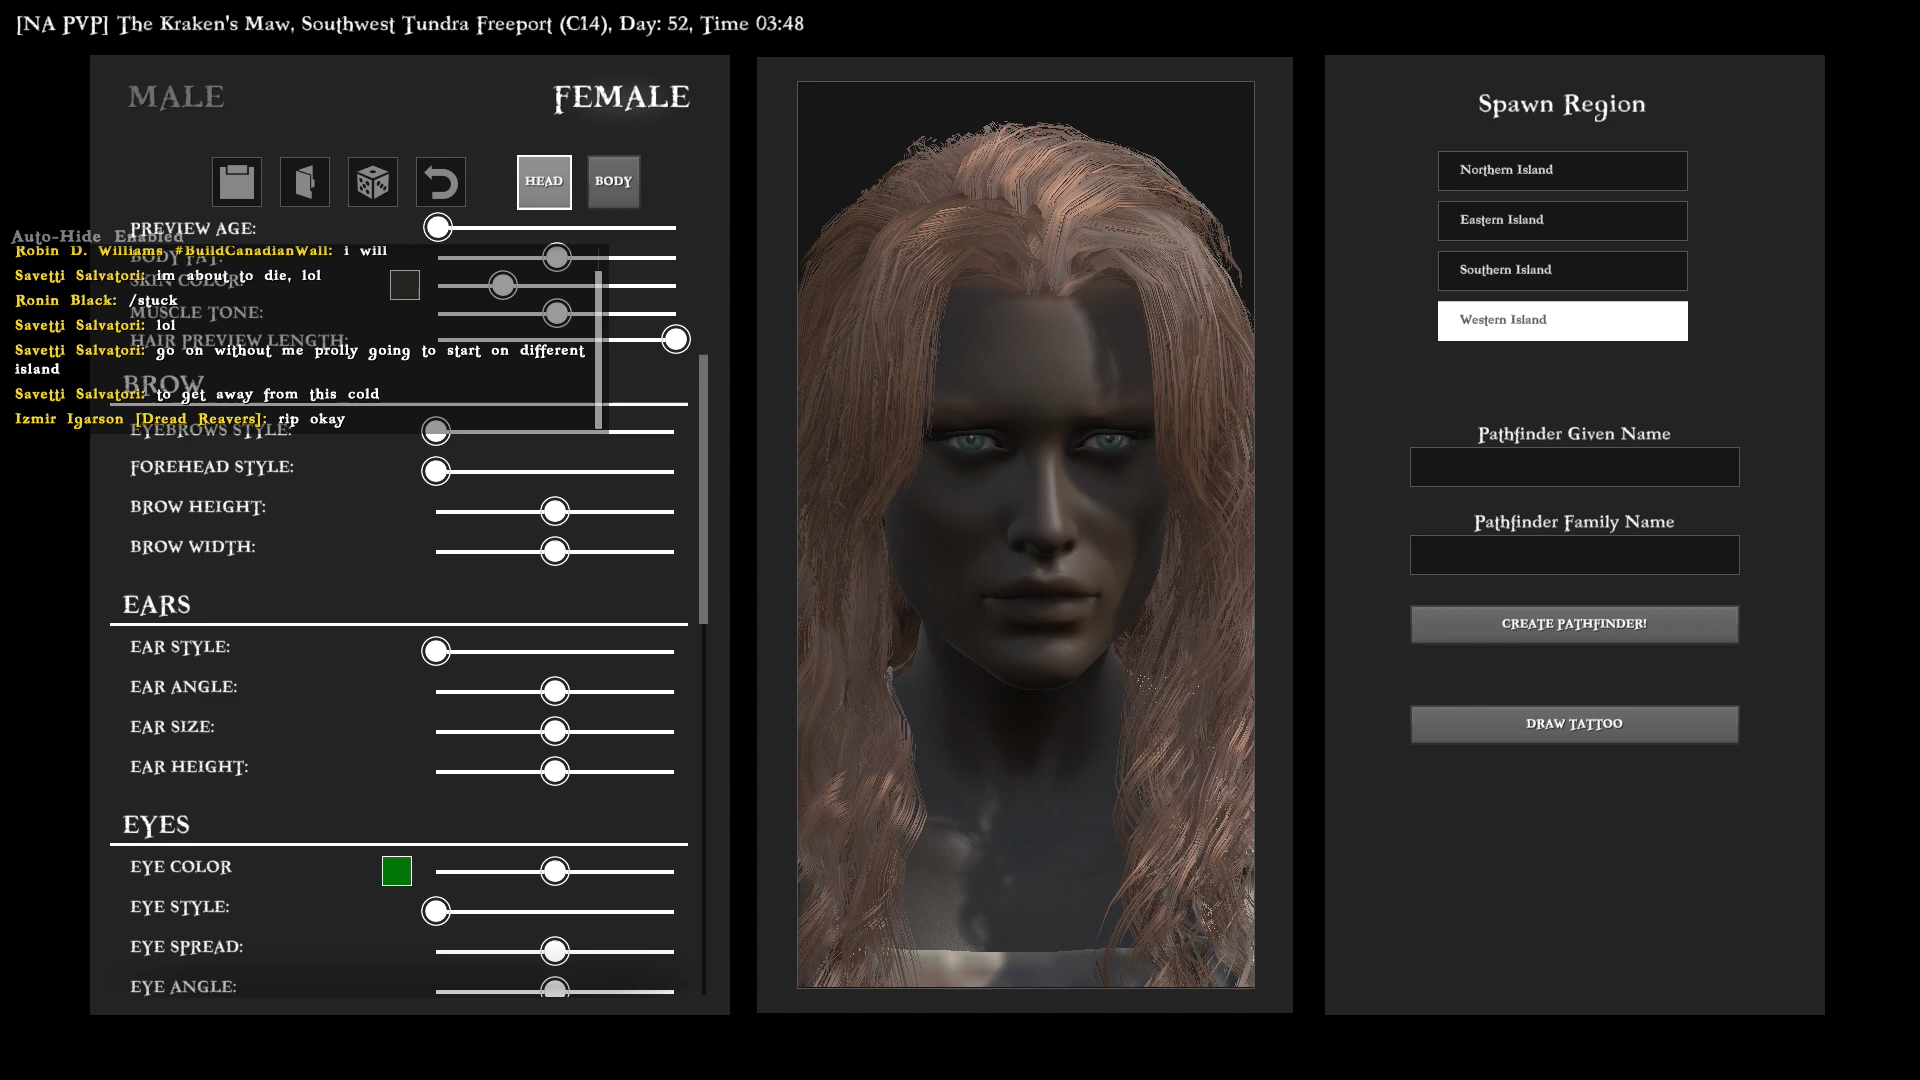 [NA PVP] The Kraken's Maw, Southwest Tundra Freeport (C14), Day: 52, Time 03:48
MALE
FEMALE
HEAD
BODY
PREVIEW AGE:
Auto-Hide Enabled
Robin D. Williams #BuildCanadianWall: i will
BODY FAT:
Savetti Salvatori: im about to die, lol
SKIN COLOR:
Ronin Black: /stuck
MUSCLE TONE:
Savetti Salvatori: lol
HAIR PREVIEW LENGTH:
Savetti Salvatori: go on without me prolly going to start on different
island
BROW
Savetti Salvatori: to get away from this cold
Izmir Igarson [Dread Reavers]: rip okay
EYEBROWS STYLE:
FOREHEAD STYLE:
BROW HEIGHT:
BROW WIDTH:
EARS
EAR STYLE:
EAR ANGLE:
EAR SIZE:
EAR HEIGHT:
EYES
EYE COLOR
EYE STYLE:
EYE SPREAD:
EYE ANGLE:
Spawn Region
Northern Island
Eastern Island
Southern Island
Western Island
Pathfinder Given Name
Pathfinder Family Name
CREATE PATHFINDER!
DRAW TATTOO